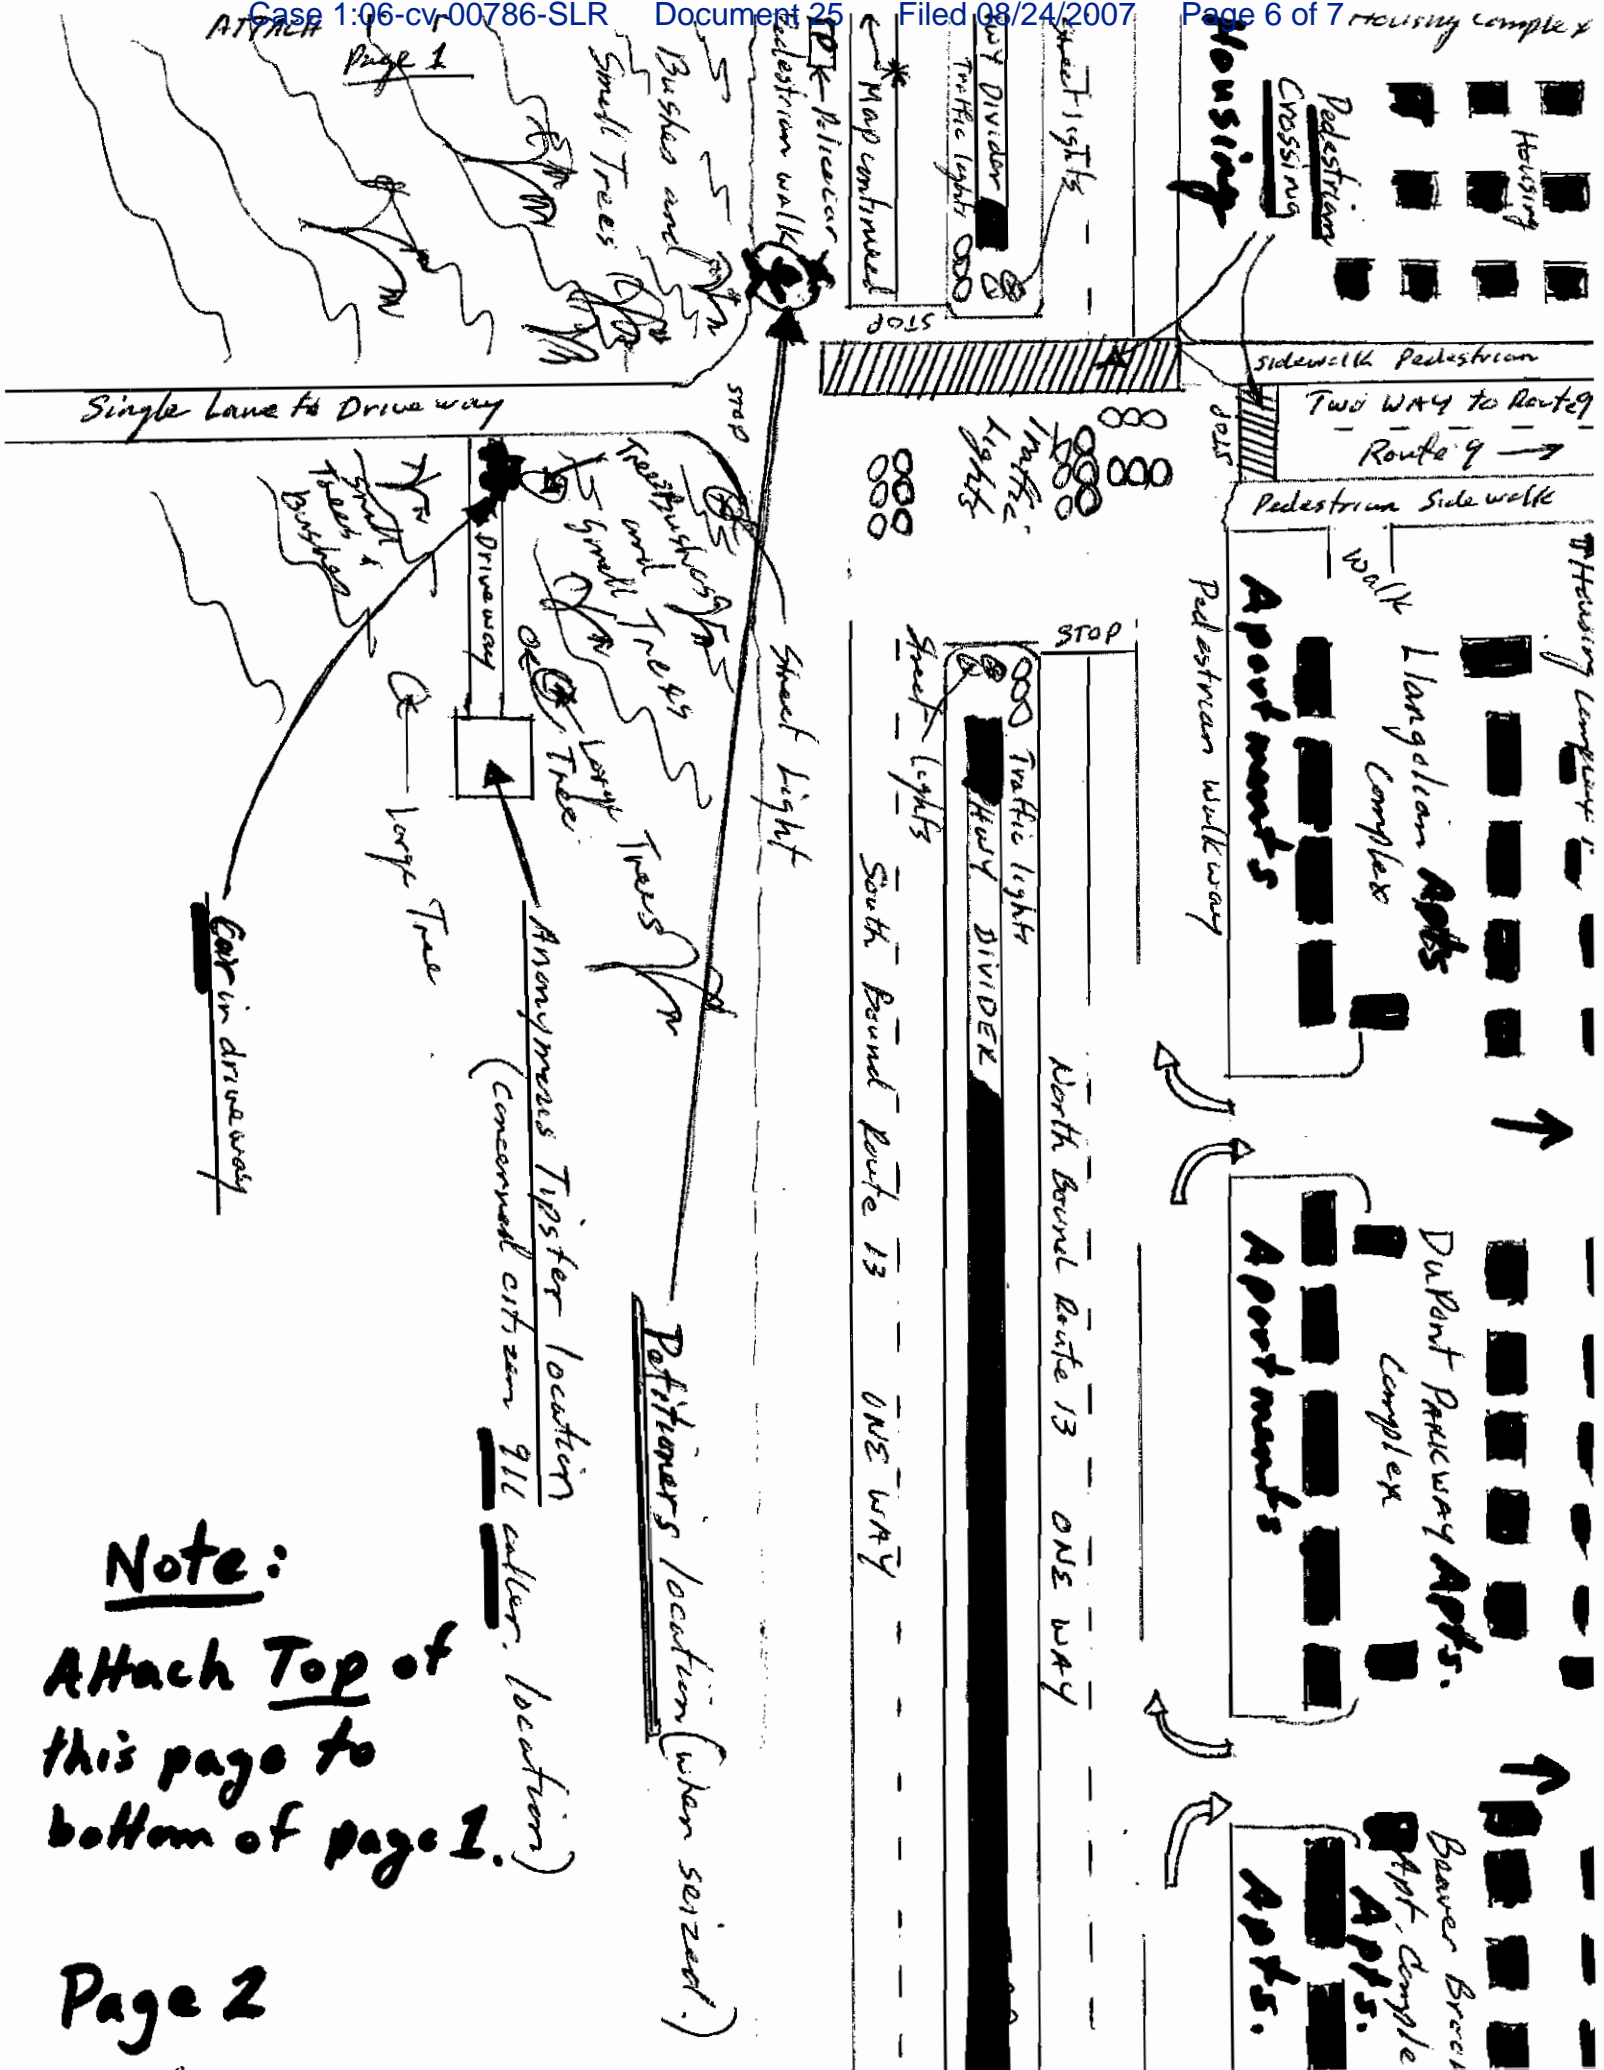 Case 1:06-cv-00786-SLR Document 25 Filed 08/24/2007 Page 6 of 7
ATTACH
Page 1
Housing Complex
Housing
Housing
Pedestrian
Crossing
Street lights
HWY Divider
Traffic lights
* Map continued
Policecar
Pedestrian walk
Bushes and
Small Trees
STOP
Sidewalk Pedestrian
Two WAY to Route 9
Route 9 →
STOP
Pedestrian Sidewalk
Single Lane to Driveway
STOP
Traffic
Lights
Trees Bushes
and
Small Trees
Small
Trees &
Bushes
Driveway
Large
Tree
Large Tree
Trees
Street Light
Street Lights
STOP
Traffic lights
HWY DIVIDER
South Bound Route 13 ONE WAY
North Bound Route 13 ONE WAY
Pedestrian Walkway
Walk
Apartments
Llangolian Apts
Complex
Housing Complex
Car in driveway
Anonymous Tipster location
(Concerned citizen 911 caller. location)
Petitioners location (when seized.)
Apartments
DuPont PARKWAY Apts.
Complex
Beaver
Apt.
Apts.
Apts.
Note:
Attach Top of
this page to
bottom of page 1.
Page 2